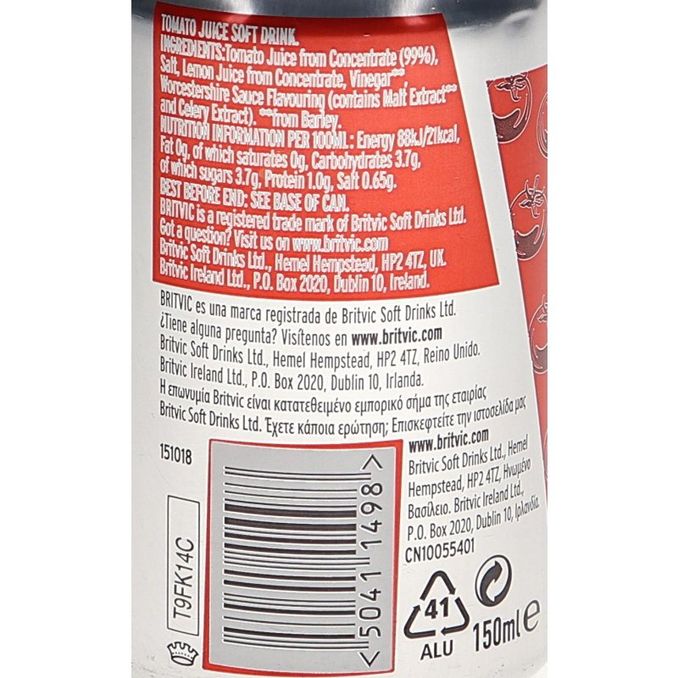 TOMATO JUICE SOFT DRINK.
INGREDIENTS:Tomato Juice from Concentrate (99%),
Salt, Lemon Juice from Concentrate, Vinegar**
Worcestershire Sauce Flavouring (contains Malt Extract**
and Celery Extract). **from Barley.
NUTRITION INFORMATION PER 100ML: Energy 88kJ/21kcal,
Fat 0g, of which saturates 0g, Carbohydrates 3.7g,
of which sugars 3.7g, Protein 1.0g, Salt 0.65g.
BEST BEFORE END: SEE BASE OF CAN.
BRITVIC is a registered trade mark of Britvic Soft Drinks Ltd.
Got a question? Visit us on www.britvic.com
Britvic Soft Drinks Ltd., Hemel Hempstead, HP2 4TZ, UK.
Britvic Ireland Ltd., P.O. Box 2020, Dublin 10, Ireland.
BRITVIC es una marca registrada de Britvic Soft Drinks Ltd.
¿Tiene alguna pregunta? Visítenos en www.britvic.com
Britvic Soft Drinks Ltd., Hemel Hempstead, HP2 4TZ, Reino Unido.
Britvic Ireland Ltd., P.O. Box 2020, Dublin 10, Irlanda.
Η επωνυμία Britvic είναι κατατεθειμένο εμπορικό σήμα της εταιρίας
Britvic Soft Drinks Ltd. Έχετε κάποια ερώτηση; Επισκεφτείτε την ιστοσελίδα μας
www.britvic.com
Britvic Soft Drinks Ltd., Hemel
Hempstead, HP2 4TZ, Ηνωμένο
Βασίλειο. Britvic Ireland Ltd.,
P.O. Box 2020, Dublin 10, Ιρλανδία.
CN10055401
151018
T9FK14C
<5041 1498>
41
ALU
150ml e